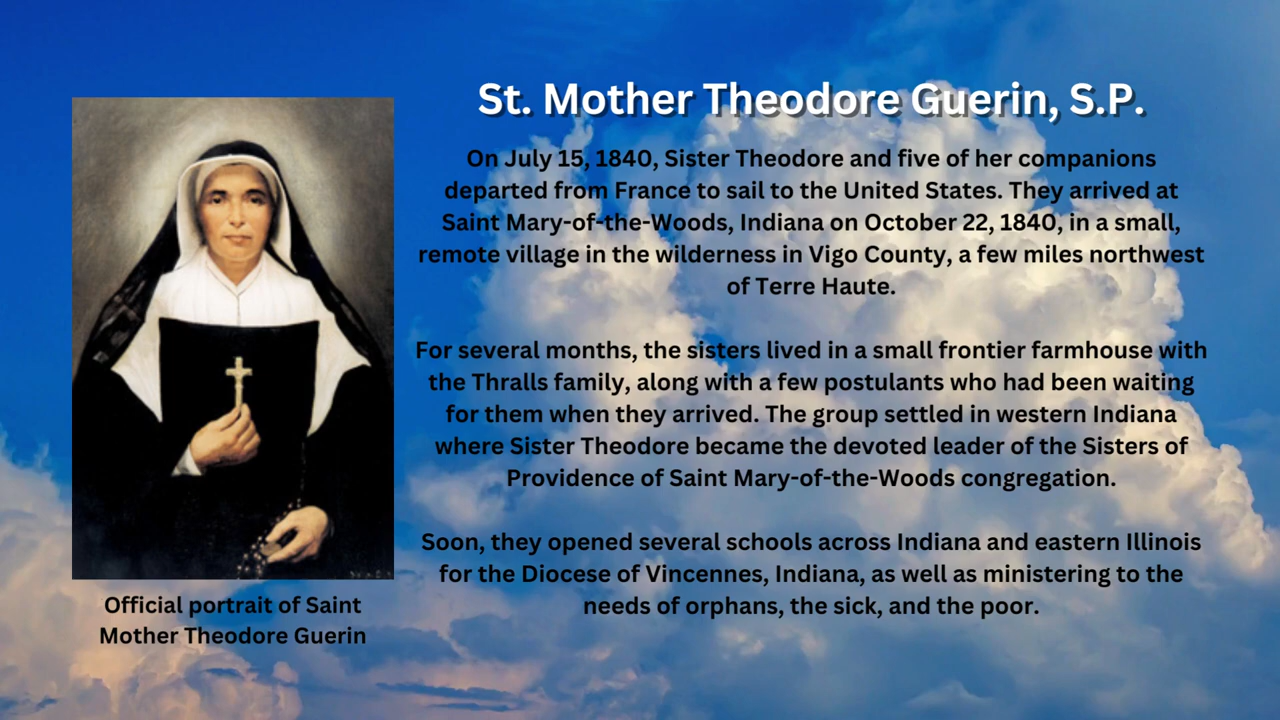 St. Mother Theodore Guerin, S.P.
On July 15, 1840, Sister Theodore and five of her companions
departed from France to sail to the United States. They arrived at
Saint Mary-of-the-Woods, Indiana on October 22, 1840, in a small,
remote village in the wilderness in Vigo County, a few miles northwest
of Terre Haute.
For several months, the sisters lived in a small frontier farmhouse with
the Thralls family, along with a few postulants who had been waiting
for them when they arrived. The group settled in western Indiana
where Sister Theodore became the devoted leader of the Sisters of
Providence of Saint Mary-of-the-Woods congregation.
Soon, they opened several schools across Indiana and eastern Illinois
for the Diocese of Vincennes, Indiana, as well as ministering to the
needs of orphans, the sick, and the poor.
Official portrait of Saint
Mother Theodore Guerin